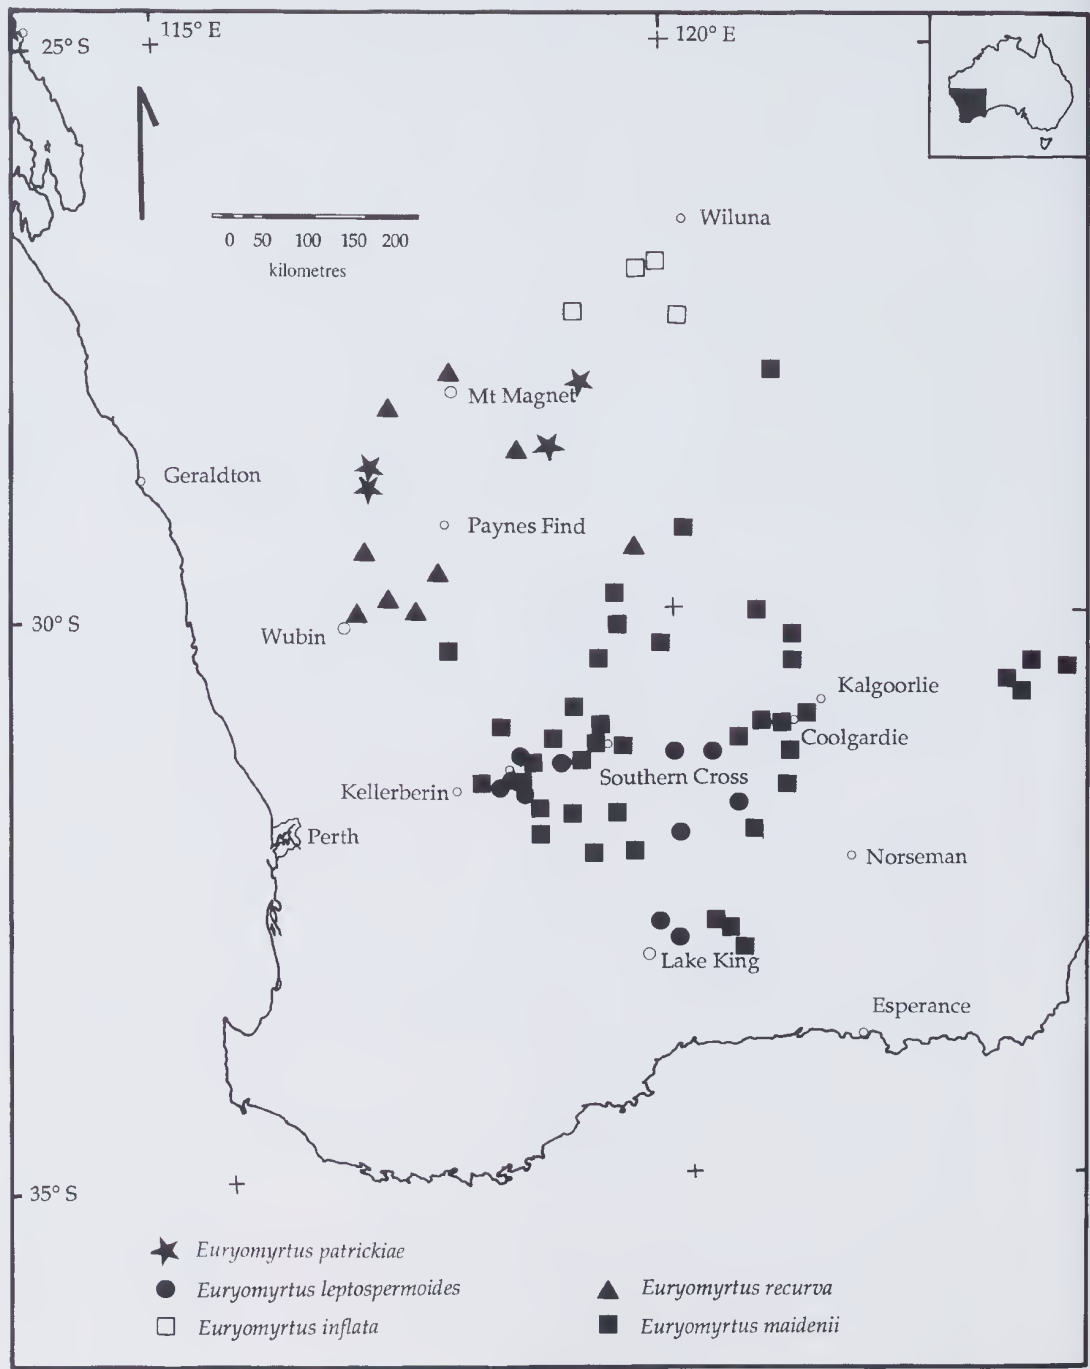 115° E
120° E
25° S
Wiluna
0 50 100 150 200
kilometres
Mt Magnet
Geraldton
Paynes Find
30° S
Wubin
Kalgoorlie
Coolgardie
Southern Cross
Kellerberin
Perth
Norseman
Lake King
Esperance
35° S
Euryomyrtus patrickiae
Euryomyrtus leptospermoides
Euryomyrtus recurva
Euryomyrtus inflata
Euryomyrtus maidenii